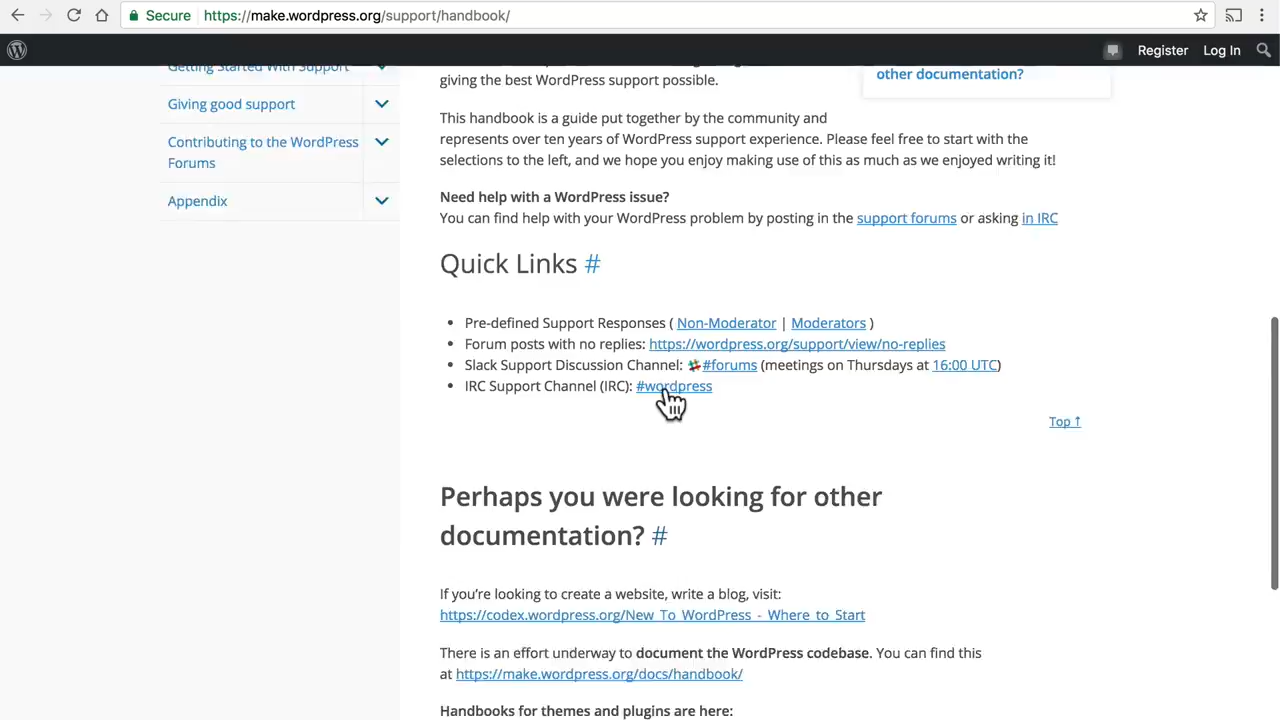 Secure https://make.wordpress.org/support/handbook/
Register Log In
Getting Started With Support
Giving good support
Contributing to the WordPress
Forums
Appendix
other documentation?
giving the best WordPress support possible.
This handbook is a guide put together by the community and
represents over ten years of WordPress support experience. Please feel free to start with the
selections to the left, and we hope you enjoy making use of this as much as we enjoyed writing it!
Need help with a WordPress issue?
You can find help with your WordPress problem by posting in the support forums or asking in IRC
Quick Links #
• Pre-defined Support Responses ( Non-Moderator | Moderators )
• Forum posts with no replies: https://wordpress.org/support/view/no-replies
• Slack Support Discussion Channel: #forums (meetings on Thursdays at 16:00 UTC)
• IRC Support Channel (IRC): #wordpress
Top ↑
Perhaps you were looking for other
documentation? #
If you’re looking to create a website, write a blog, visit:
https://codex.wordpress.org/New_To_WordPress_-_Where_to_Start
There is an effort underway to document the WordPress codebase. You can find this
at https://make.wordpress.org/docs/handbook/
Handbooks for themes and plugins are here: